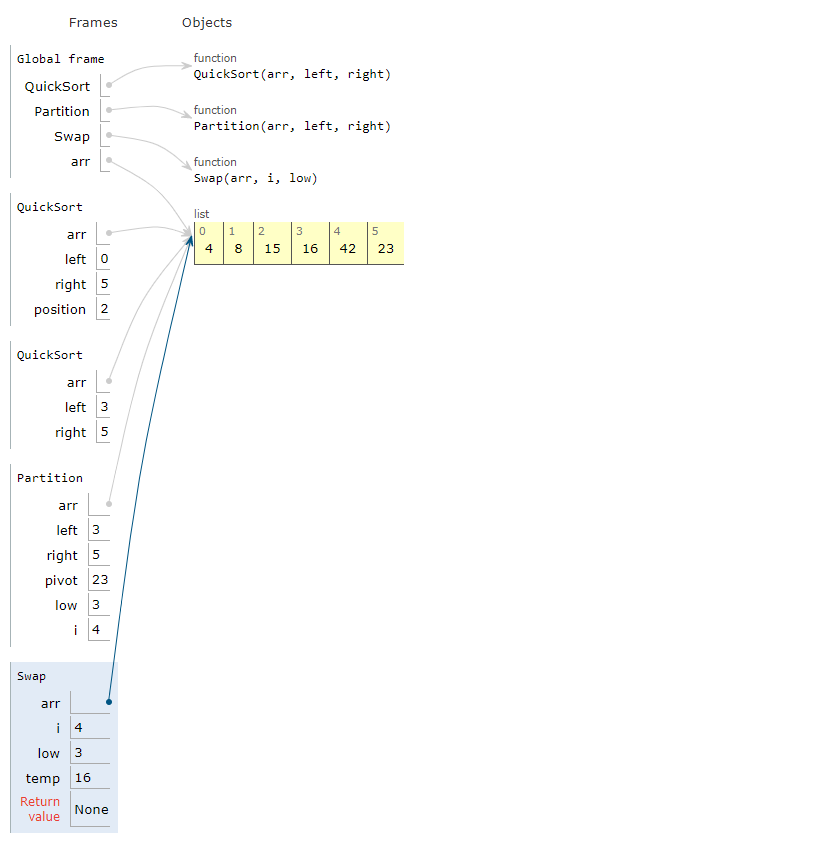 Frames Objects
Global frame
QuickSort
Partition
Swap
arr
function
QuickSort(arr, left, right)
function
Partition(arr, left, right)
function
Swap(arr, i, low)
list
0 1 2 3 4 5
4 8 15 16 42 23
QuickSort
arr
left 0
right 5
position 2
QuickSort
arr
left 3
right 5
Partition
arr
left 3
right 5
pivot 23
low 3
i 4
Swap
arr
i 4
low 3
temp 16
Return
value None